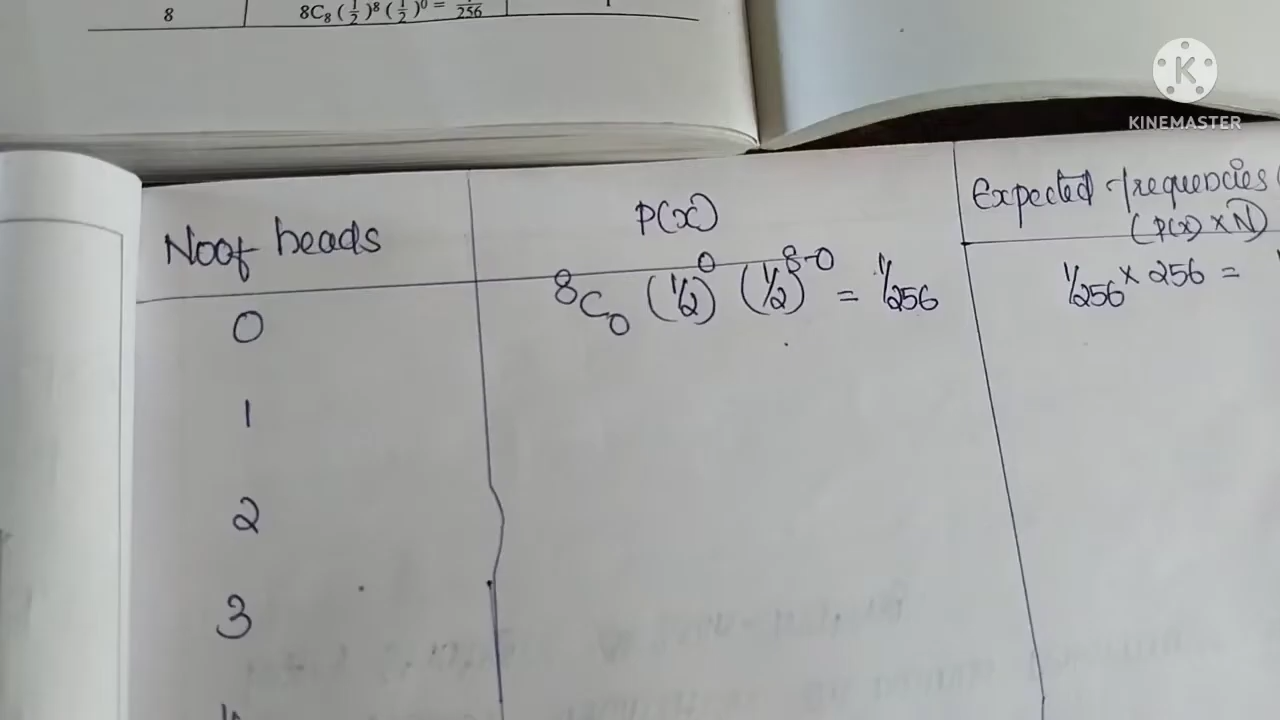 8 8C₈(1/2)⁸(1/2)⁰ = /256
K
KINEMASTER
No of heads P(x) Expected frequencies (
(P(x) × N)
0 ⁸C₀ (1/2)⁰ (1/2)⁸⁻⁰ = 1/256 1/256 × 256 =
1
2
3